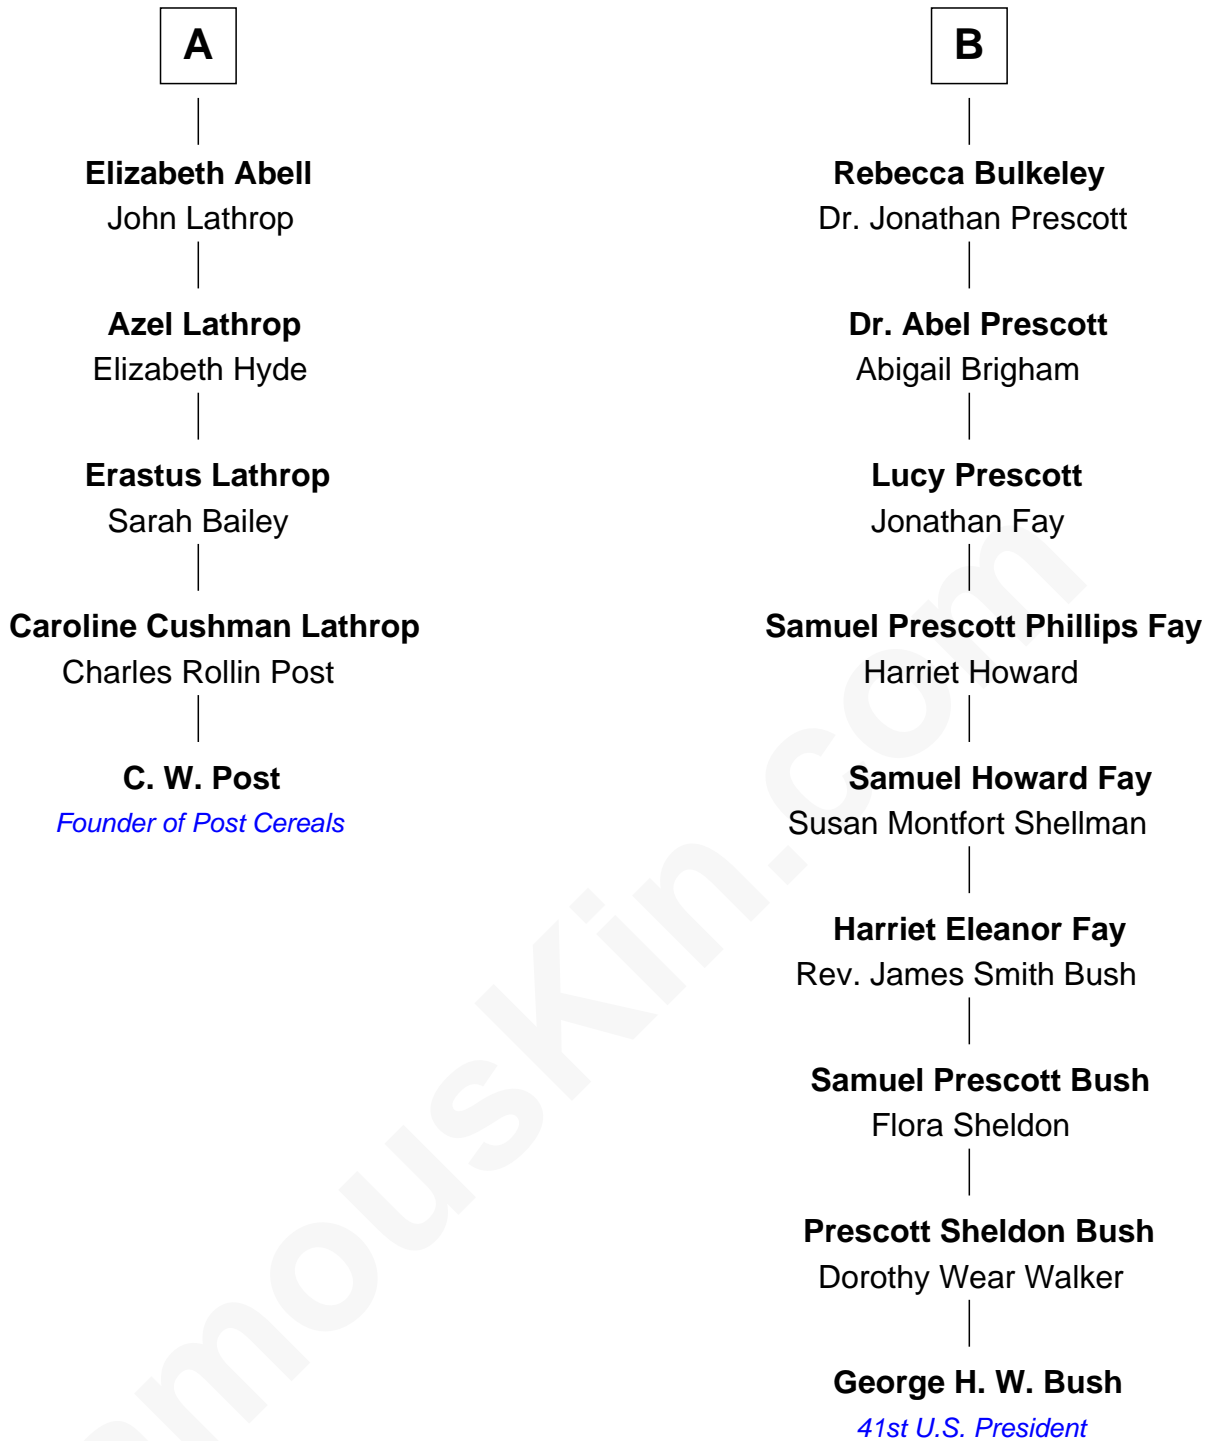 A
Elizabeth Abell
John Lathrop
Azel Lathrop
Elizabeth Hyde
Erastus Lathrop
Sarah Bailey
Caroline Cushman Lathrop
Charles Rollin Post
C. W. Post
Founder of Post Cereals
B
Rebecca Bulkeley
Dr. Jonathan Prescott
Dr. Abel Prescott
Abigail Brigham
Lucy Prescott
Jonathan Fay
Samuel Prescott Phillips Fay
Harriet Howard
Samuel Howard Fay
Susan Montfort Shellman
Harriet Eleanor Fay
Rev. James Smith Bush
Samuel Prescott Bush
Flora Sheldon
Prescott Sheldon Bush
Dorothy Wear Walker
George H. W. Bush
41st U.S. President
amousKin.com